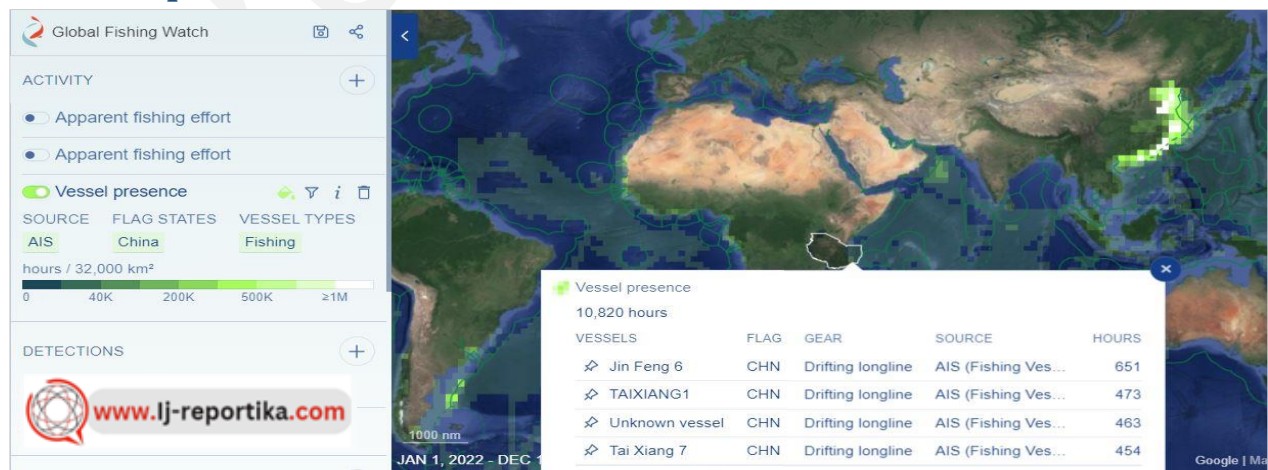 Global Fishing Watch
ACTIVITY
Apparent fishing effort
Apparent fishing effort
Vessel presence
SOURCE FLAG STATES VESSEL TYPES
AIS China Fishing
hours / 32,000 km²
0 40K 200K 500K ≥1M
DETECTIONS
www.lj-reportika.com
1000 nm
JAN 1, 2022 - DEC 1
Vessel presence
10,820 hours
VESSELS FLAG GEAR SOURCE HOURS
Jin Feng 6 CHN Drifting longline AIS (Fishing Ves... 651
TAIXIANG1 CHN Drifting longline AIS (Fishing Ves... 473
Unknown vessel CHN Drifting longline AIS (Fishing Ves... 463
Tai Xiang 7 CHN Drifting longline AIS (Fishing Ves... 454
Google | Ma